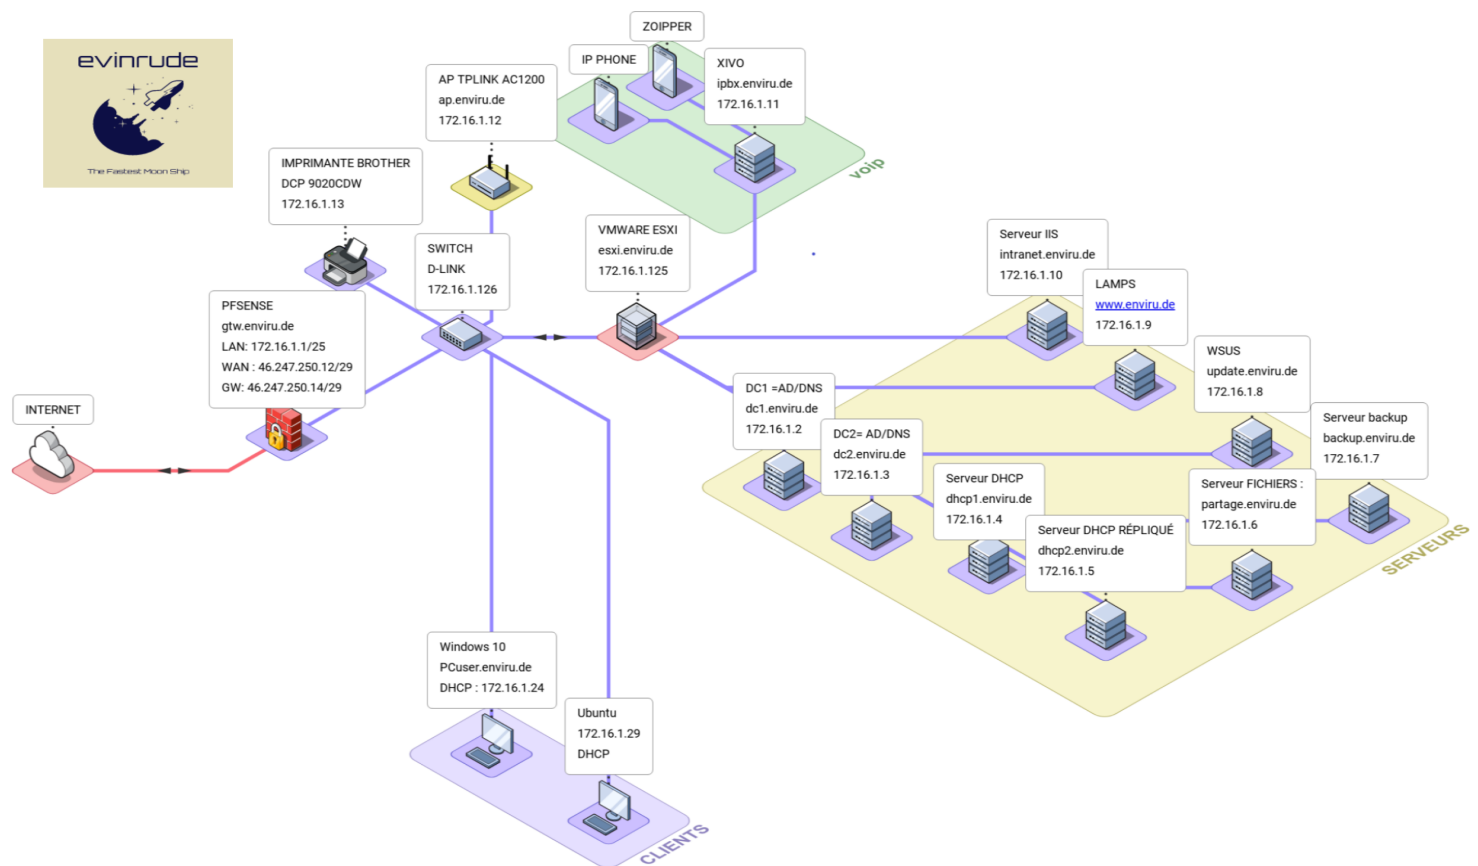 evinrude
The Fastest Moon Ship
ZOIPPER
IP PHONE
XIVO
ipbx.enviru.de
172.16.1.11
voip
AP TPLINK AC1200
ap.enviru.de
172.16.1.12
IMPRIMANTE BROTHER
DCP 9020CDW
172.16.1.13
SWITCH
D-LINK
172.16.1.126
VMWARE ESXI
esxi.enviru.de
172.16.1.125
PFSENSE
gtw.enviru.de
LAN: 172.16.1.1/25
WAN : 46.247.250.12/29
GW: 46.247.250.14/29
INTERNET
Serveur IIS
intranet.enviru.de
172.16.1.10
LAMPS
www.enviru.de
172.16.1.9
WSUS
update.enviru.de
172.16.1.8
Serveur backup
backup.enviru.de
172.16.1.7
DC1 =AD/DNS
dc1.enviru.de
172.16.1.2
DC2= AD/DNS
dc2.enviru.de
172.16.1.3
Serveur DHCP
dhcp1.enviru.de
172.16.1.4
Serveur DHCP RÉPLIQUÉ
dhcp2.enviru.de
172.16.1.5
Serveur FICHIERS :
partage.enviru.de
172.16.1.6
SERVEURS
Windows 10
PCuser.enviru.de
DHCP : 172.16.1.24
Ubuntu
172.16.1.29
DHCP
CLIENTS